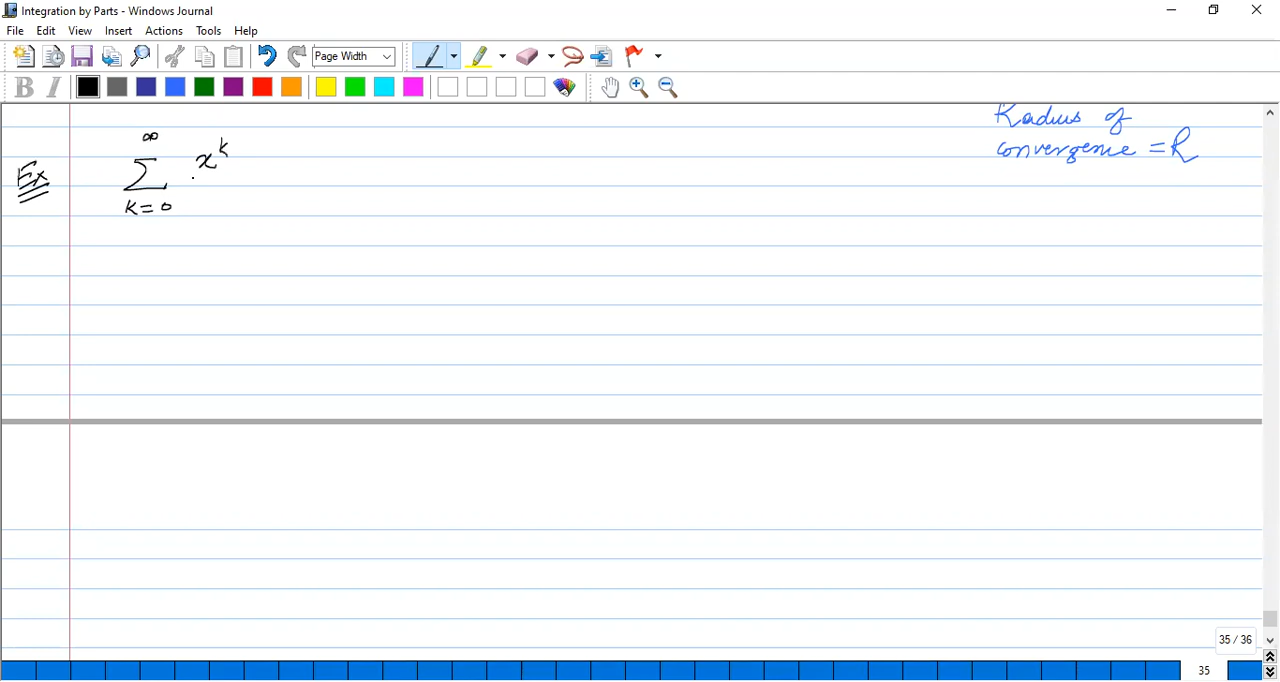 Integration by Parts - Windows Journal
File Edit View Insert Actions Tools Help
Page Width
B I
Radius of
convergence = R
Ex
∞
∑ x^k
k = 0
35 / 36
35